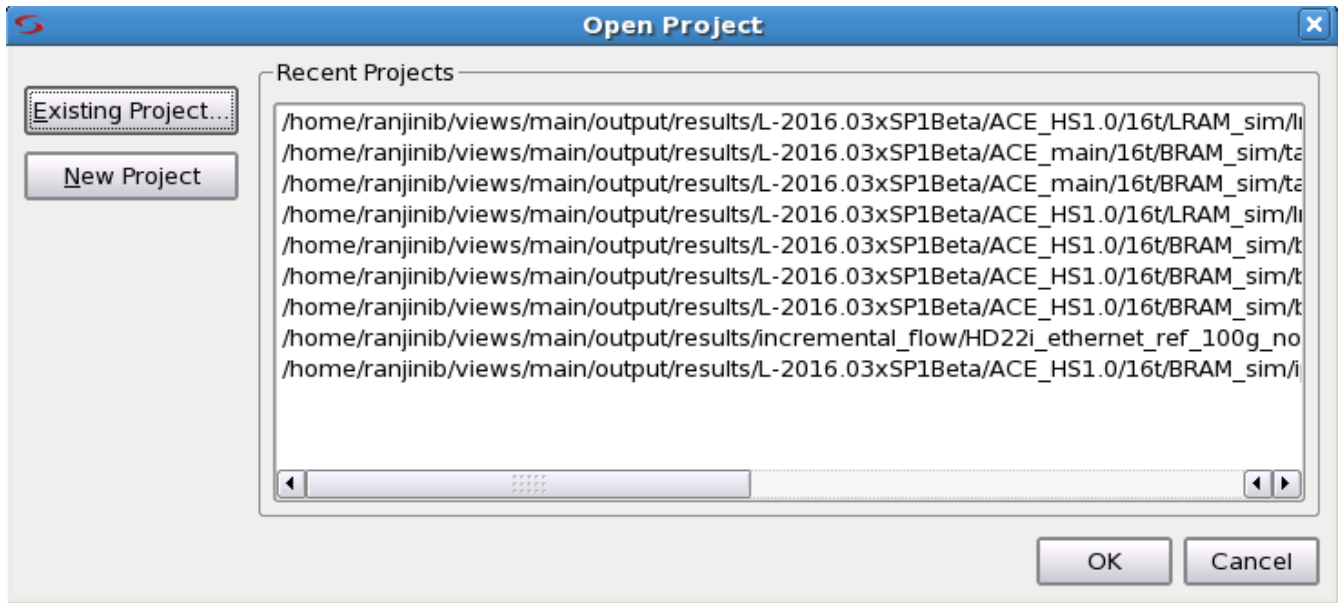 Open Project
Existing Project...
New Project
Recent Projects
/home/ranjinib/views/main/output/results/L-2016.03xSP1Beta/ACE_HS1.0/16t/LRAM_sim/
/home/ranjinib/views/main/output/results/L-2016.03xSP1Beta/ACE_main/16t/BRAM_sim/ta
/home/ranjinib/views/main/output/results/L-2016.03xSP1Beta/ACE_main/16t/BRAM_sim/ta
/home/ranjinib/views/main/output/results/L-2016.03xSP1Beta/ACE_HS1.0/16t/LRAM_sim/
/home/ranjinib/views/main/output/results/L-2016.03xSP1Beta/ACE_HS1.0/16t/BRAM_sim/b
/home/ranjinib/views/main/output/results/L-2016.03xSP1Beta/ACE_HS1.0/16t/BRAM_sim/b
/home/ranjinib/views/main/output/results/L-2016.03xSP1Beta/ACE_HS1.0/16t/BRAM_sim/b
/home/ranjinib/views/main/output/results/incremental_flow/HD22i_ethernet_ref_100g_no
/home/ranjinib/views/main/output/results/L-2016.03xSP1Beta/ACE_HS1.0/16t/BRAM_sim/i
OK
Cancel